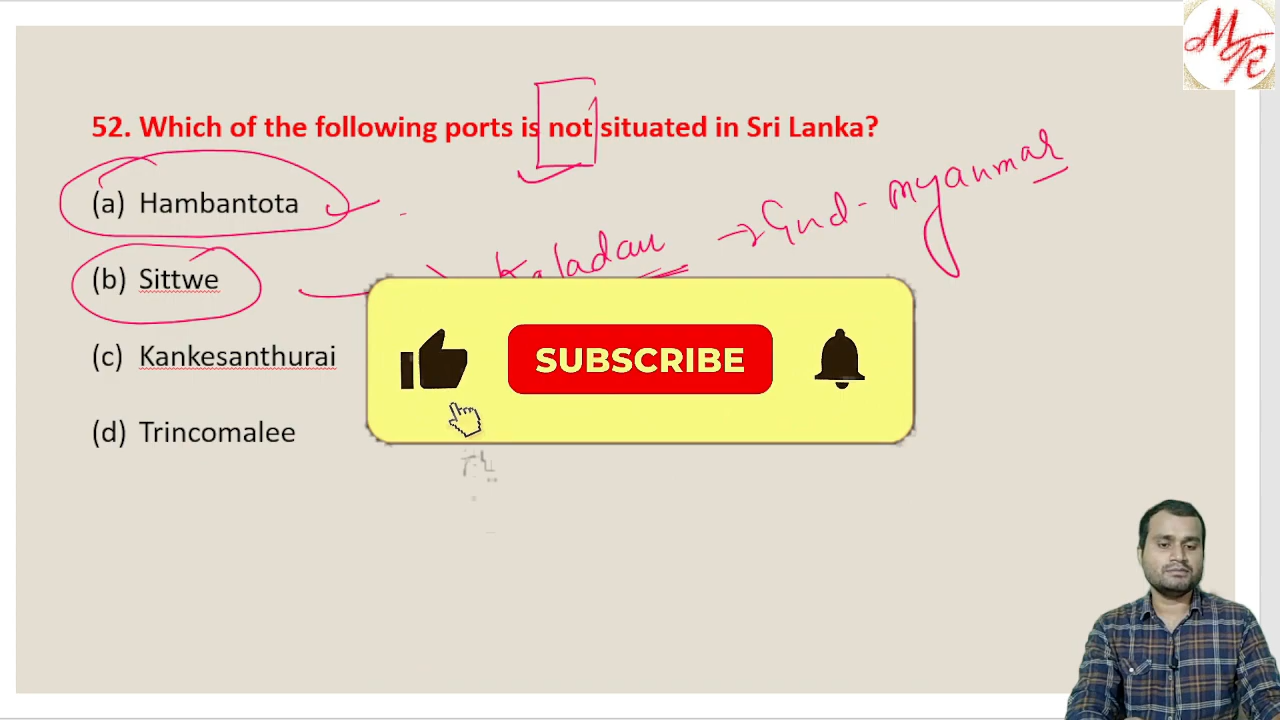 MR
52. Which of the following ports is not situated in Sri Lanka?
(a) Hambantota
(b) Sittwe
(c) Kankesanthurai
(d) Trincomalee
Kaladan → Ind - Myanmar
SUBSCRIBE